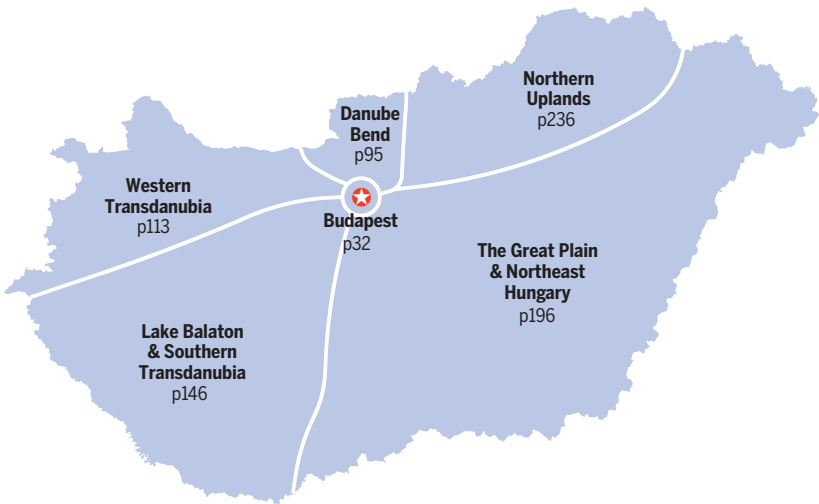 Northern
Uplands
p236
Danube
Bend
p95
Western
Transdanubia
p113
Budapest
p32
The Great Plain
& Northeast
Hungary
p196
Lake Balaton
& Southern
Transdanubia
p146